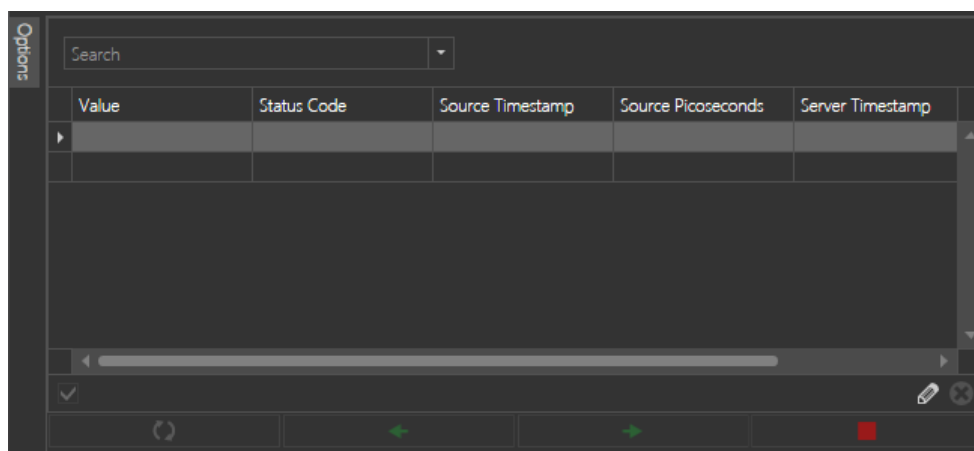 Options
Search
Value Status Code Source Timestamp Source Picoseconds Server Timestamp